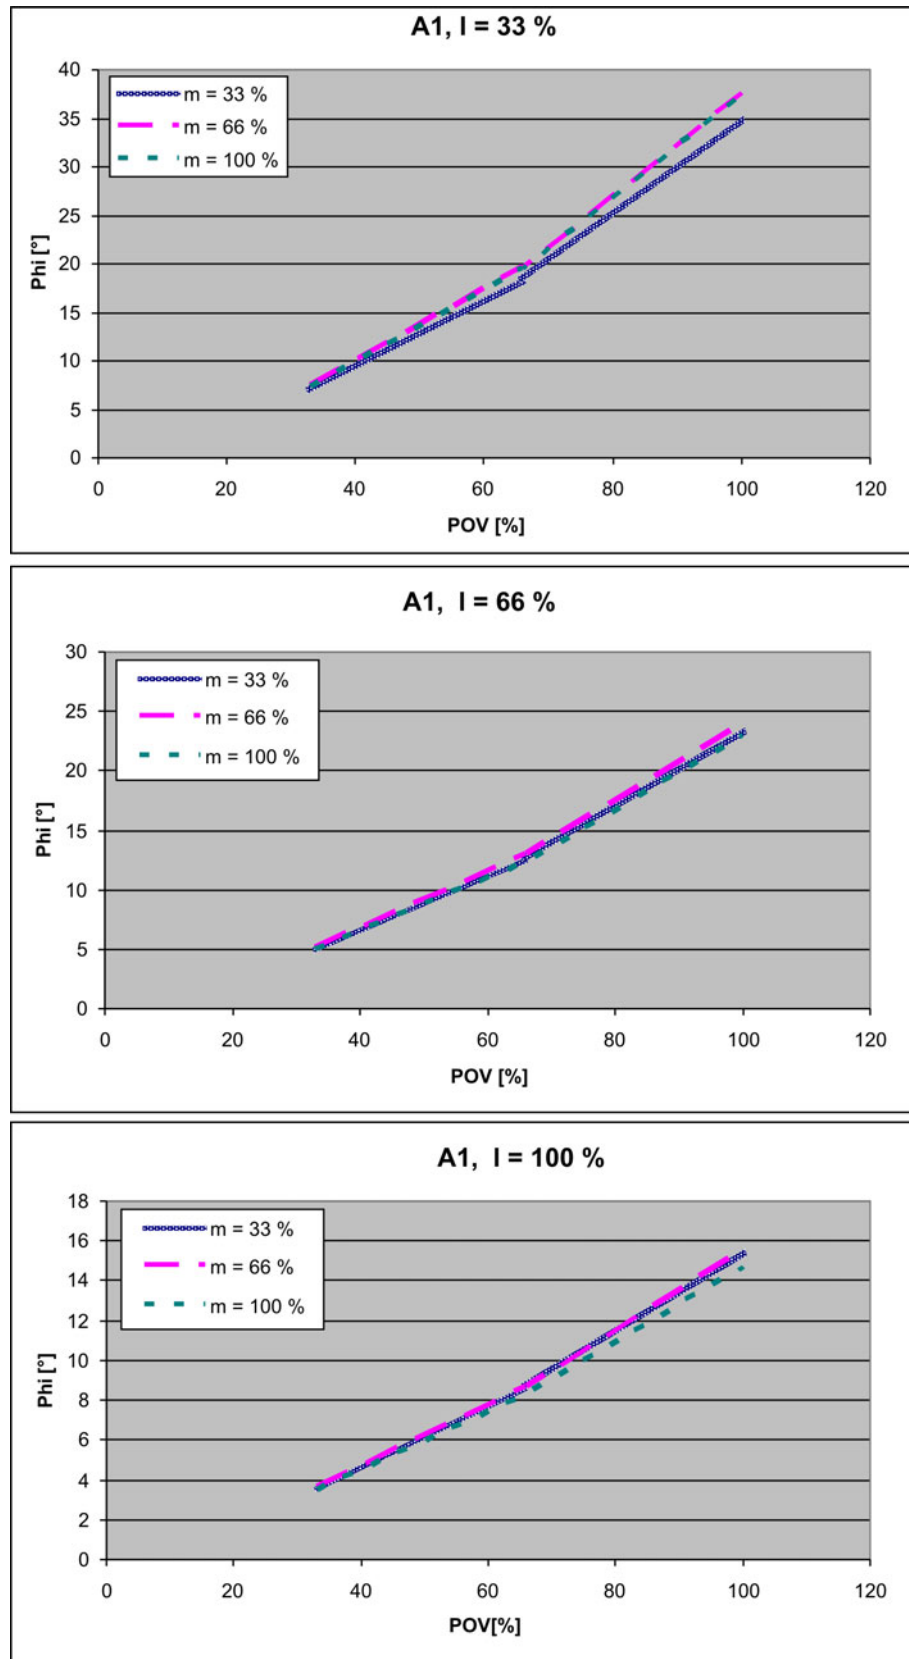 A1, I = 33 %
40
35
30
25
20
15
10
5
0
m = 33 %
m = 66 %
m = 100 %
Phi [°]
0 20 40 60 80 100 120
POV [%]
A1, I = 66 %
30
25
20
15
10
5
0
m = 33 %
m = 66 %
m = 100 %
Phi [°]
0 20 40 60 80 100 120
POV [%]
A1, I = 100 %
18
16
14
12
10
8
6
4
2
0
m = 33 %
m = 66 %
m = 100 %
Phi [°]
0 20 40 60 80 100 120
POV[%]